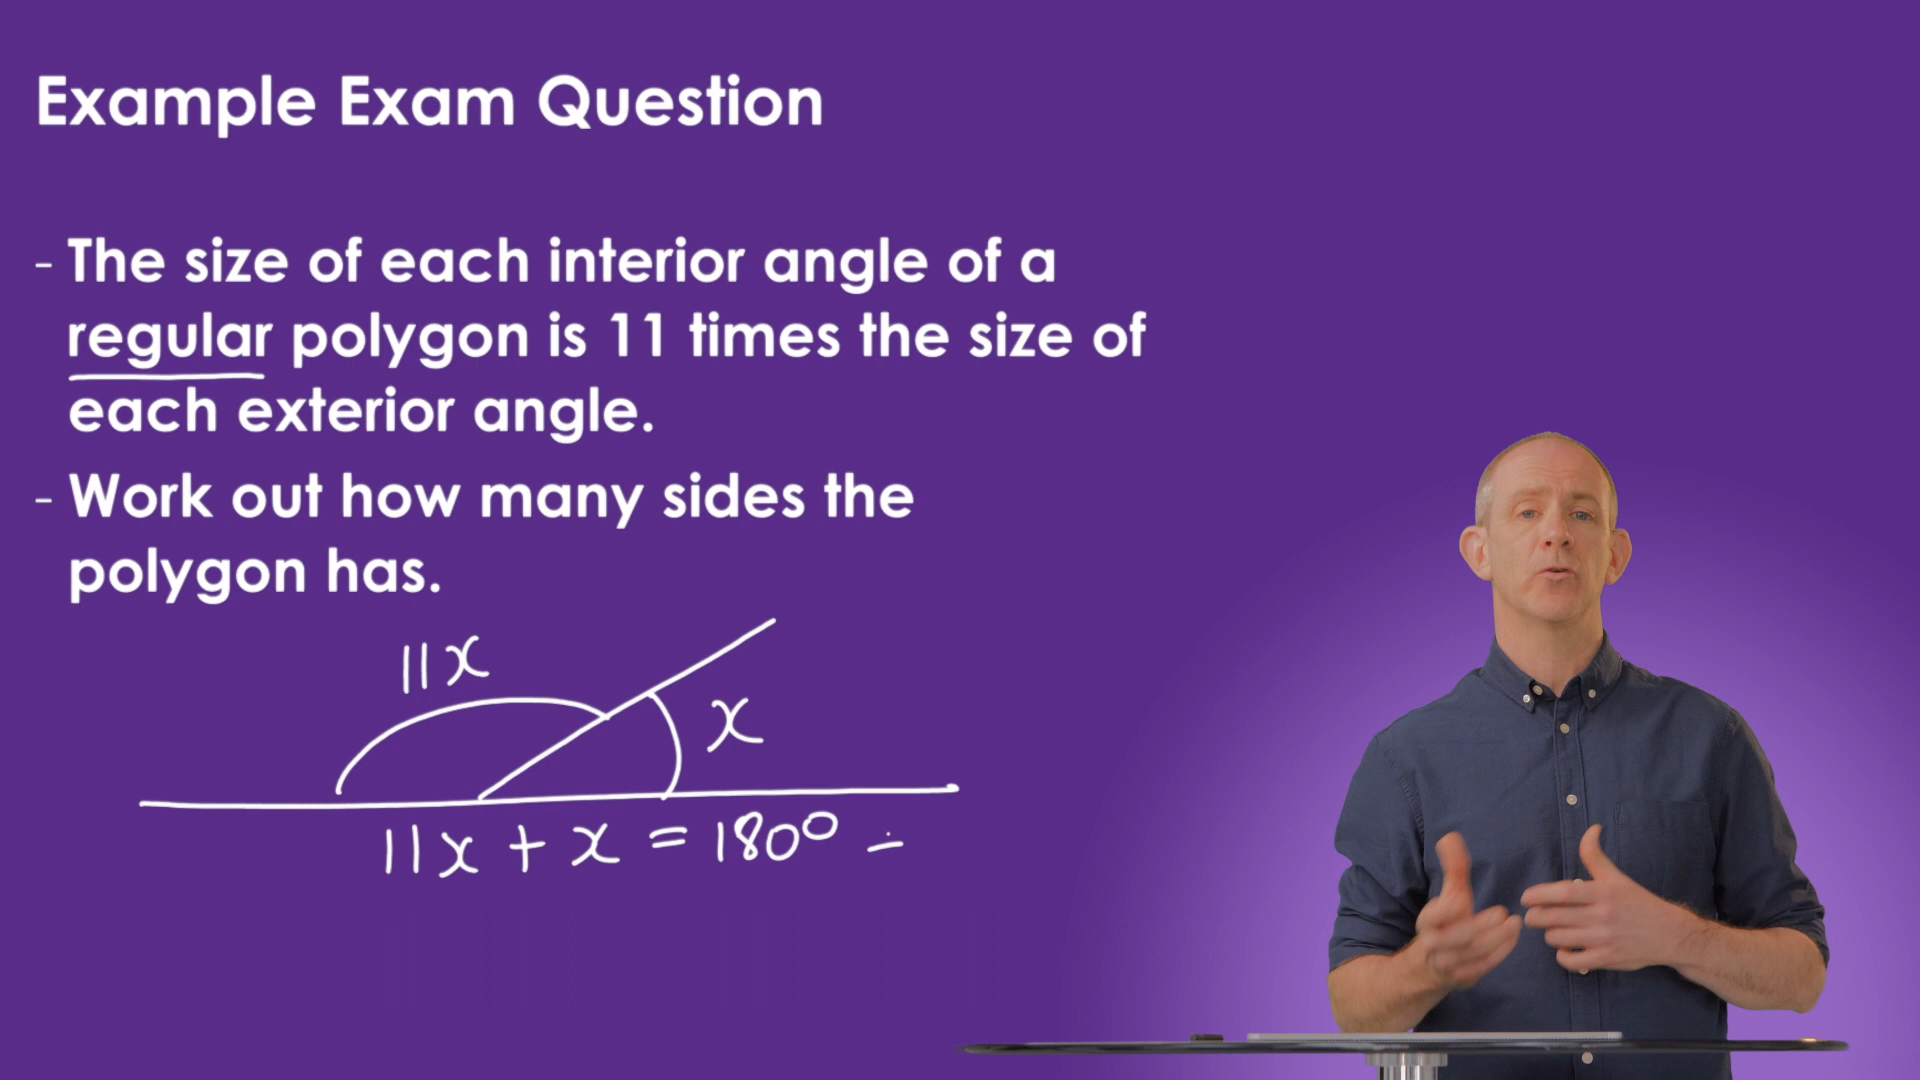 Example Exam Question
- The size of each interior angle of a
regular polygon is 11 times the size of
each exterior angle.
- Work out how many sides the
polygon has.
11x
x
11x + x = 180° ÷